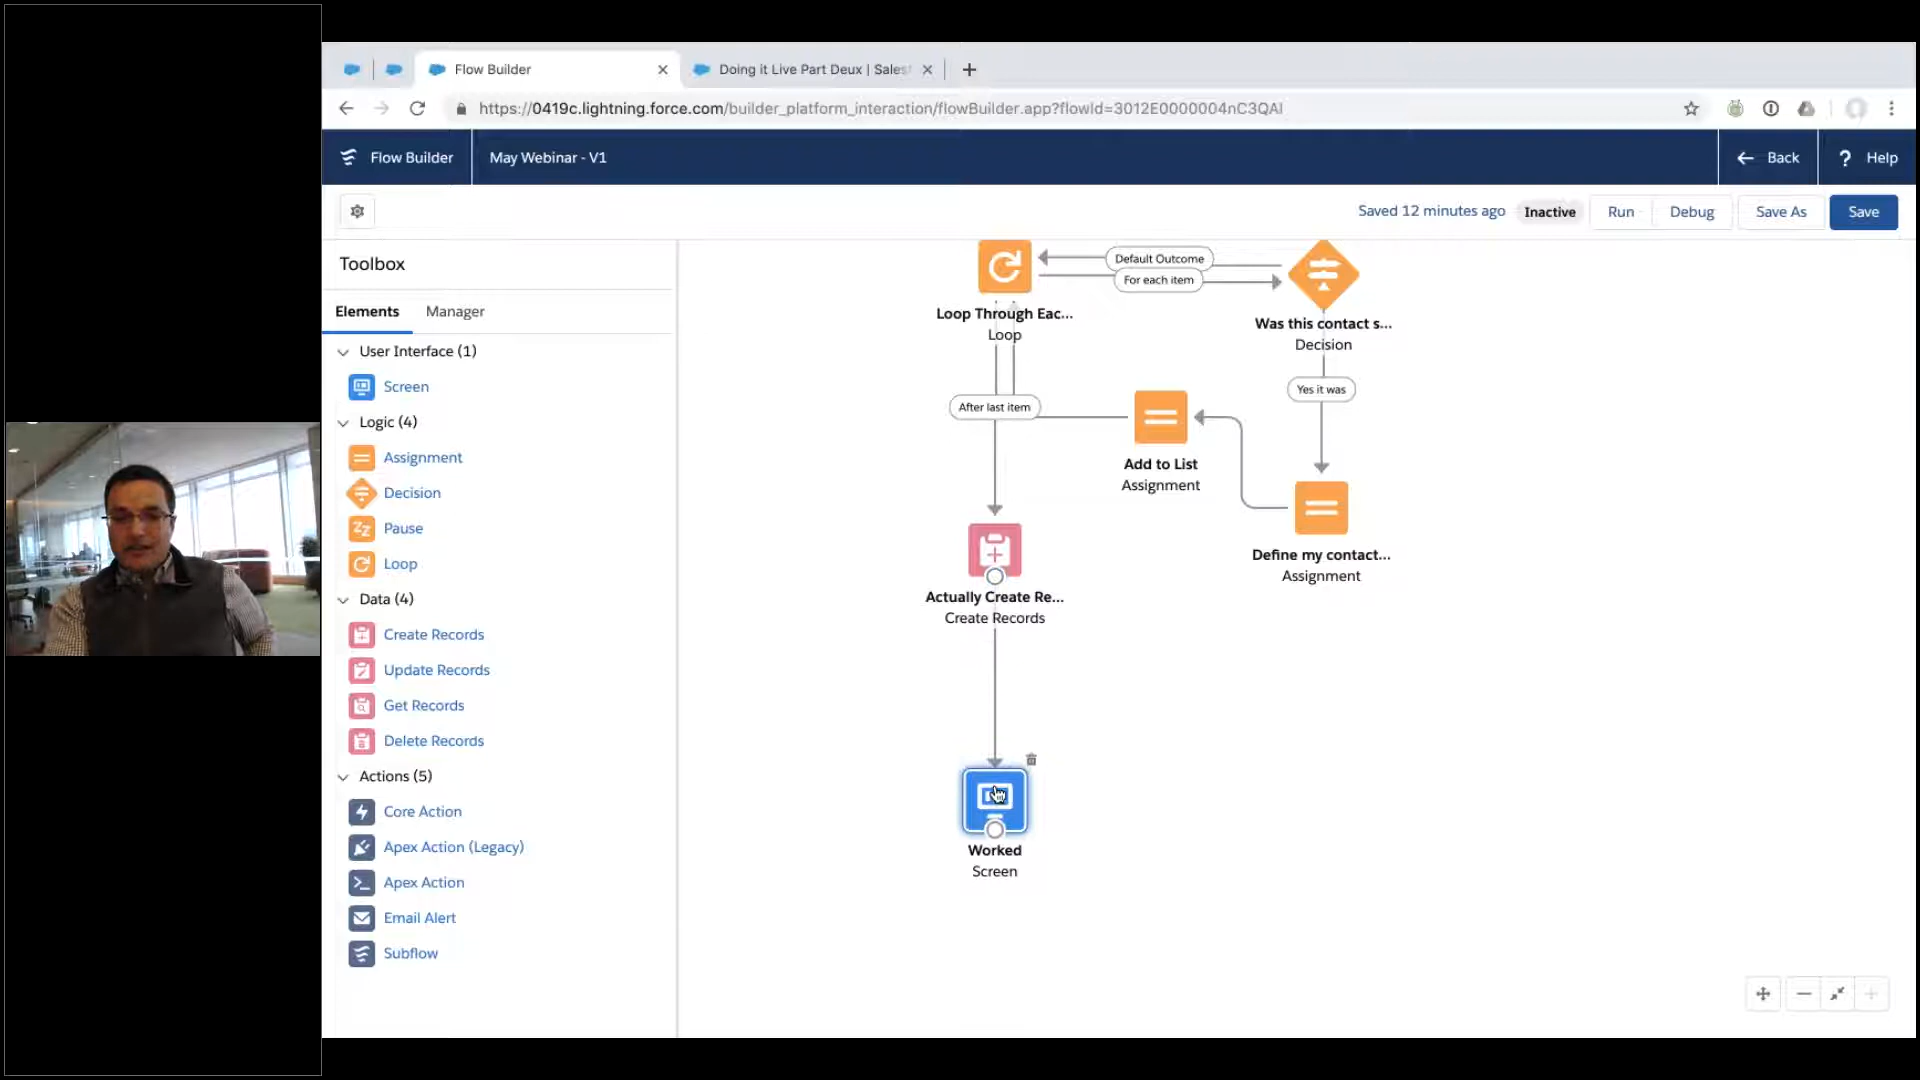 Flow Builder
Doing it Live Part Deux | Sales
https://0419c.lightning.force.com/builder_platform_interaction/flowBuilder.app?flowId=3012E0000004nC3QAI
Flow Builder
May Webinar - V1
Back
? Help
Saved 12 minutes ago
Inactive
Run
Debug
Save As
Save
Toolbox
Elements
Manager
User Interface (1)
Screen
Logic (4)
Assignment
Decision
Pause
Loop
Data (4)
Create Records
Update Records
Get Records
Delete Records
Actions (5)
Core Action
Apex Action (Legacy)
Apex Action
Email Alert
Subflow
Default Outcome
For each item
Loop Through Eac...
Loop
Was this contact s...
Decision
Yes it was
After last item
Add to List
Assignment
Define my contact...
Assignment
Actually Create Re...
Create Records
Worked
Screen